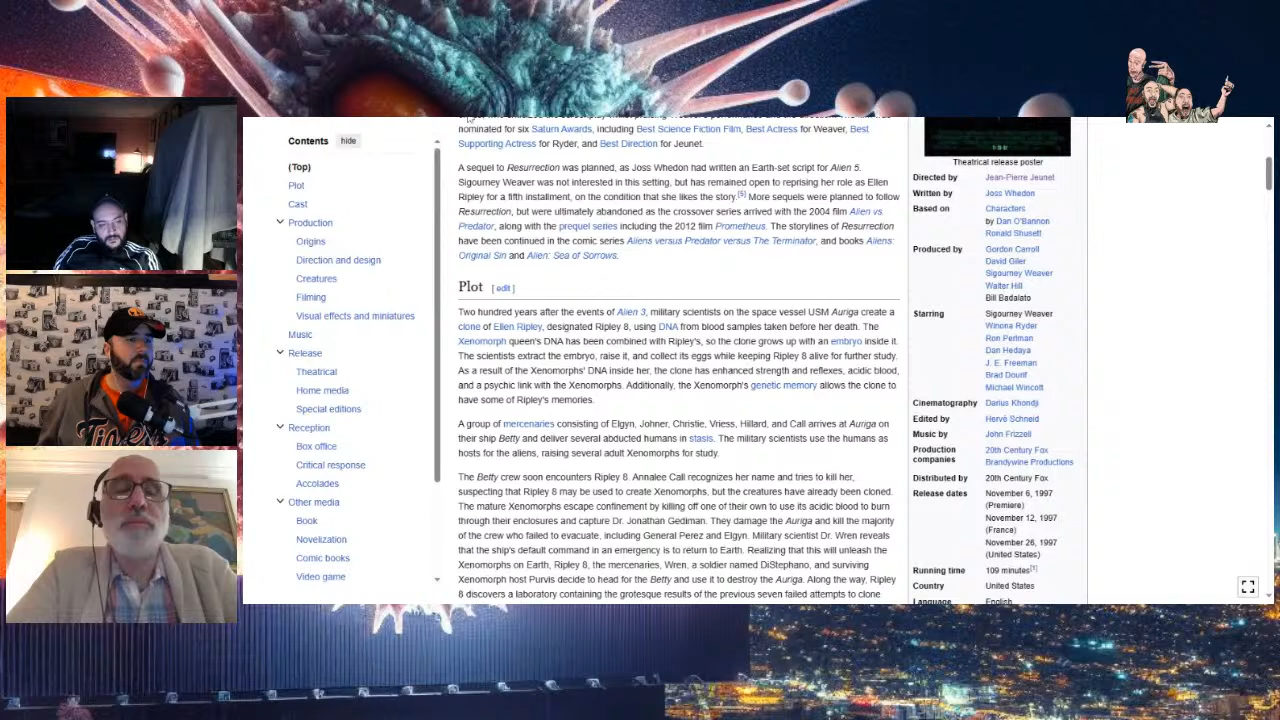 Contents hide
(Top)
Plot
Cast
Production
Origins
Direction and design
Creatures
Filming
Visual effects and miniatures
Music
Release
Theatrical
Home media
Special editions
Reception
Box office
Critical response
Accolades
Other media
Book
Novelization
Comic books
Video game
nominated for six Saturn Awards, including Best Science Fiction Film, Best Actress for Weaver, Best
Supporting Actress for Ryder, and Best Direction for Jeunet.
A sequel to Resurrection was planned, as Joss Whedon had written an Earth-set script for Alien 5.
Sigourney Weaver was not interested in this setting, but has remained open to reprising her role as Ellen
Ripley for a fifth installment, on the condition that she likes the story.[5] More sequels were planned to follow
Resurrection, but were ultimately abandoned as the crossover series arrived with the 2004 film Alien vs
Predator, along with the prequel series including the 2012 film Prometheus. The storylines of Resurrection
have been continued in the comic series Aliens versus Predator versus The Terminator, and books Aliens:
Original Sin and Alien: Sea of Sorrows.
Plot [ edit ]
Two hundred years after the events of Alien 3, military scientists on the space vessel USM Auriga create a
clone of Ellen Ripley, designated Ripley 8, using DNA from blood samples taken before her death. The
Xenomorph queen's DNA has been combined with Ripley's, so the clone grows up with an embryo inside it.
The scientists extract the embryo, raise it, and collect its eggs while keeping Ripley 8 alive for further study.
As a result of the Xenomorphs' DNA inside her, the clone has enhanced strength and reflexes, acidic blood,
and a psychic link with the Xenomorphs. Additionally, the Xenomorph's genetic memory allows the clone to
have some of Ripley's memories.
A group of mercenaries consisting of Elgyn, Johner, Christie, Vriess, Hillard, and Call arrives at Auriga on
their ship Betty and deliver several abducted humans in stasis. The military scientists use the humans as
hosts for the aliens, raising several adult Xenomorphs for study.
The Betty crew soon encounters Ripley 8. Annalee Call recognizes her name and tries to kill her,
suspecting that Ripley 8 may be used to create Xenomorphs, but the creatures have already been cloned.
The mature Xenomorphs escape confinement by killing off one of their own to use its acidic blood to burn
through their enclosures and capture Dr. Jonathan Gediman. They damage the Auriga and kill the majority
of the crew who failed to evacuate, including General Perez and Elgyn. Military scientist Dr. Wren reveals
that the ship's default command in an emergency is to return to Earth. Realizing that this will unleash the
Xenomorphs on Earth, Ripley 8, the mercenaries, Wren, a soldier named DiStephano, and surviving
Xenomorph host Purvis decide to head for the Betty and use it to destroy the Auriga. Along the way, Ripley
8 discovers a laboratory containing the grotesque results of the previous seven failed attempts to clone
Theatrical release poster
Directed by Jean-Pierre Jeunet
Written by Joss Whedon
Based on Characters
by Dan O'Bannon
Ronald Shusett
Produced by Gordon Carroll
David Giler
Sigourney Weaver
Walter Hill
Bill Badalato
Starring Sigourney Weaver
Winona Ryder
Ron Perlman
Dan Hedaya
J. E. Freeman
Brad Dourif
Michael Wincott
Cinematography Darius Khondji
Edited by Hervé Schneid
Music by John Frizzell
Production companies 20th Century Fox
Brandywine Productions
Distributed by 20th Century Fox
Release dates November 6, 1997
(Premiere)
November 12, 1997
(France)
November 26, 1997
(United States)
Running time 109 minutes[1]
Country United States
Language English
Tigers